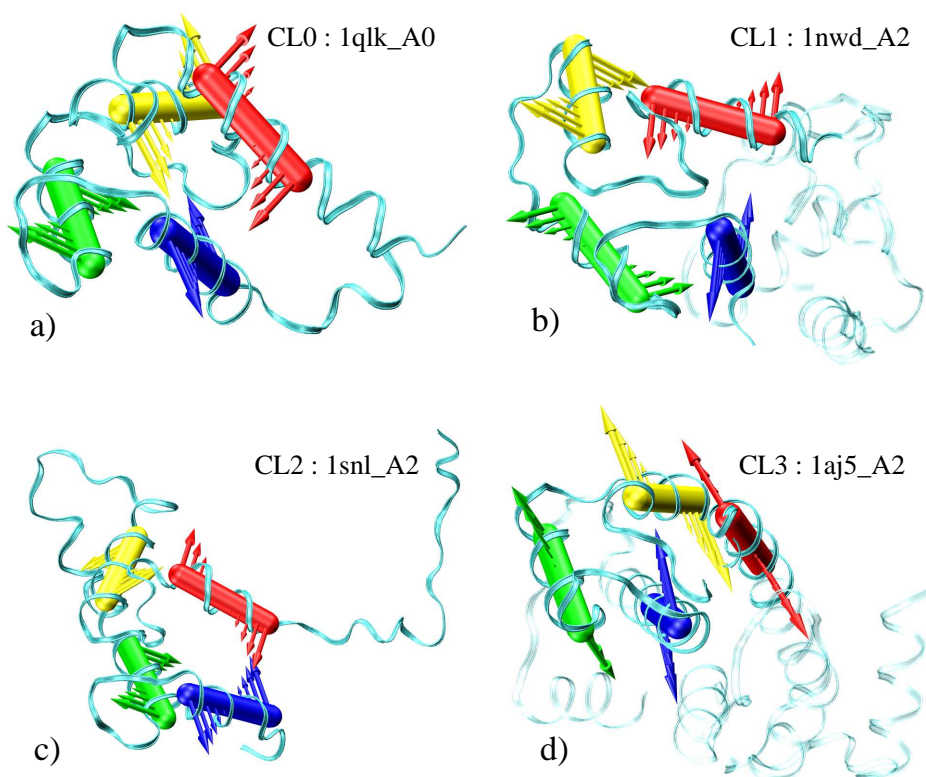 CL0 : 1qlk_A0
CL1 : 1nwd_A2
a)
b)
CL2 : 1snl_A2
CL3 : 1aj5_A2
c)
d)